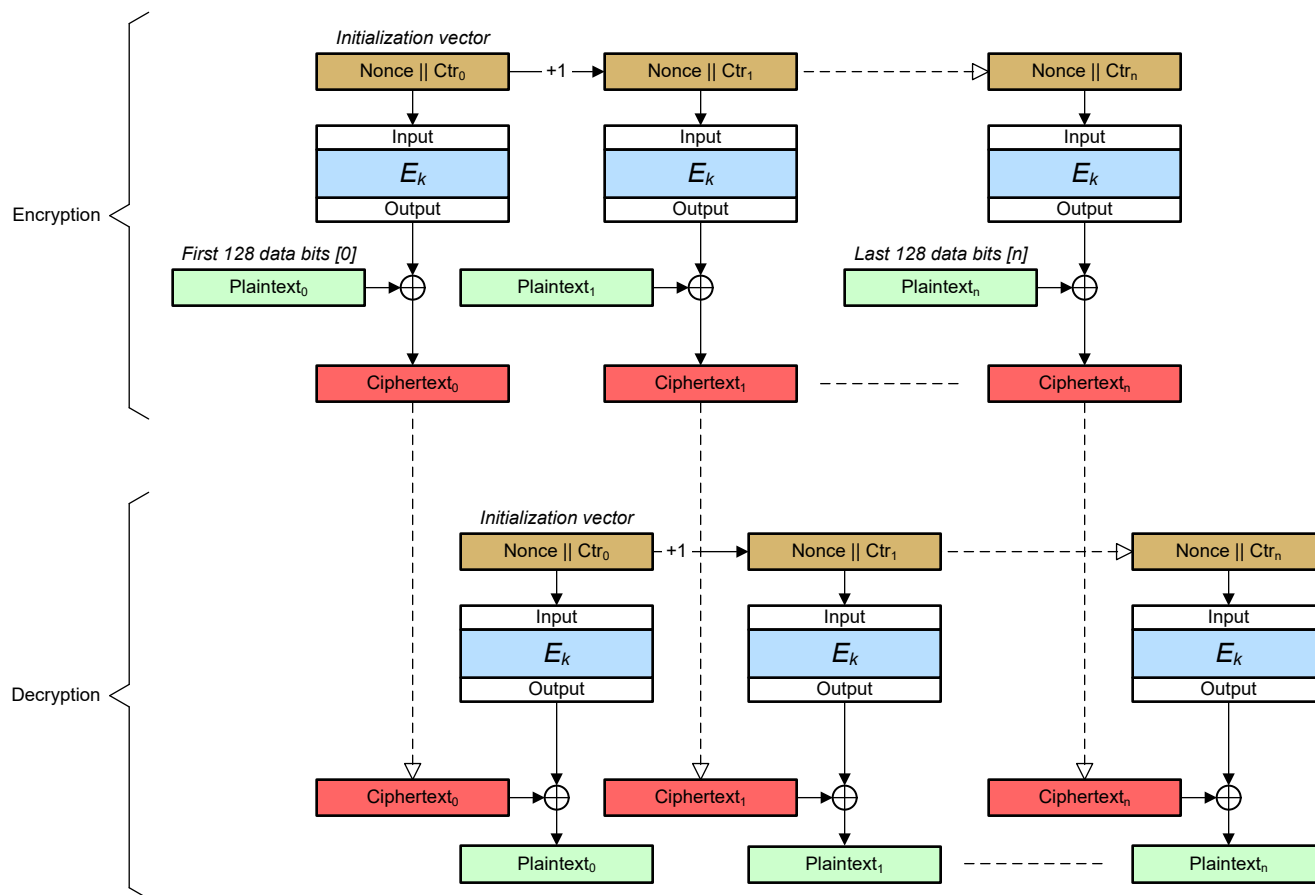 Initialization vector
Nonce || Ctr₀ +1 Nonce || Ctr₁ Nonce || Ctrₙ
Input Input Input
Eₖ Eₖ Eₖ
Encryption
Output Output Output
First 128 data bits [0] Last 128 data bits [n]
Plaintext₀ Plaintext₁ Plaintextₙ
Ciphertext₀ Ciphertext₁ Ciphertextₙ
Initialization vector
Nonce || Ctr₀ +1 Nonce || Ctr₁ Nonce || Ctrₙ
Input Input Input
Eₖ Eₖ Eₖ
Decryption
Output Output Output
Ciphertext₀ Ciphertext₁ Ciphertextₙ
Plaintext₀ Plaintext₁ Plaintextₙ